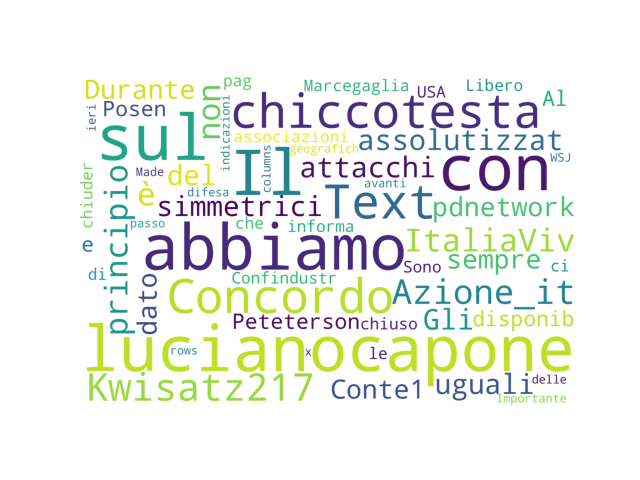 Durante
ieri
Posen
non
pag
indicazioni
chiccotesta
Marcegaglia
USA
Libero
Al
sul
associazioni
geografich
columns
assolutizzat
WSJ
chiuder
principio
Made
del
difesa
Il
attacchi
avanti
con
è
simmetrici
Text
pdnetwork
passo
che
informa
e
abbiamo
ItaliaViv
di
dato
Confindustr
Sono
sempre
ci
Concordo
Azione_it
Peteterson
chiuso
Gli
disponib
lucianocapone
rows
x
le
Kwisatz217
Conte1
uguali
delle
Importante